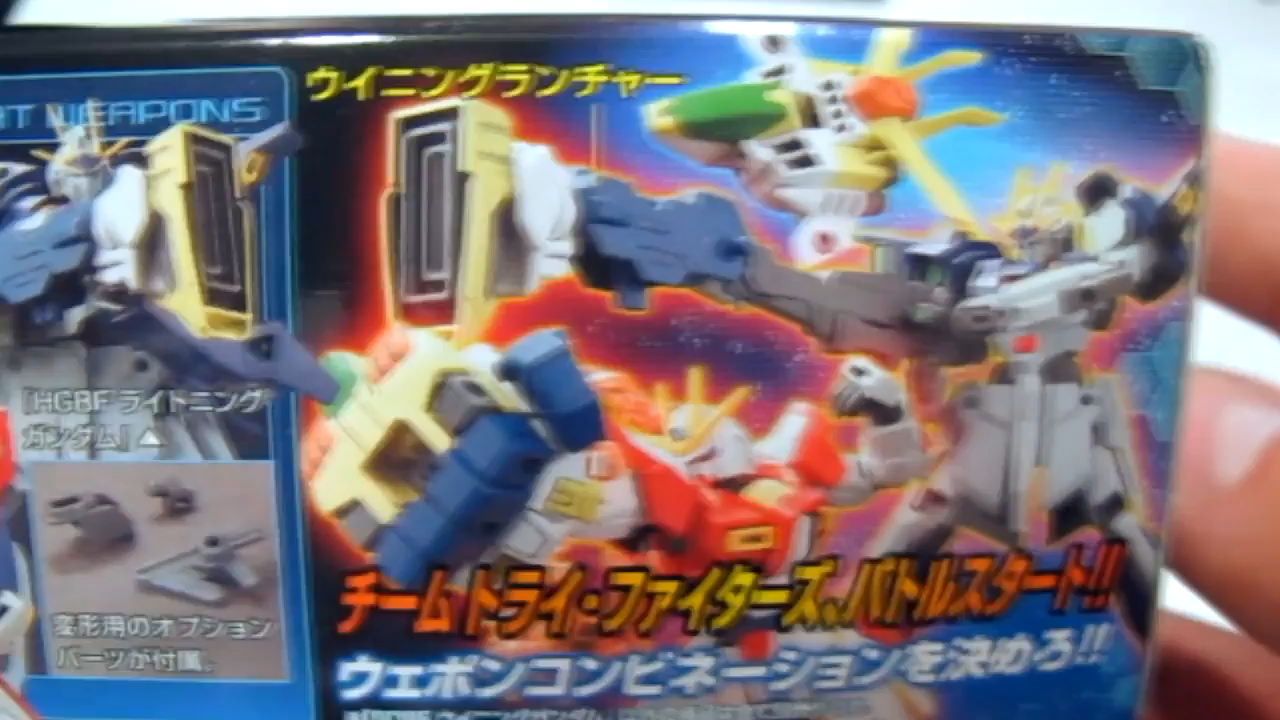 WEAPONS
「HGBF ライトニング
ガンダム」▲
変形用のオプション
パーツが付属。
ウイニングランチャー
チーム トライ・ファイターズ、バトルスタート!!
ウェポンコンビネーションを決めろ!!